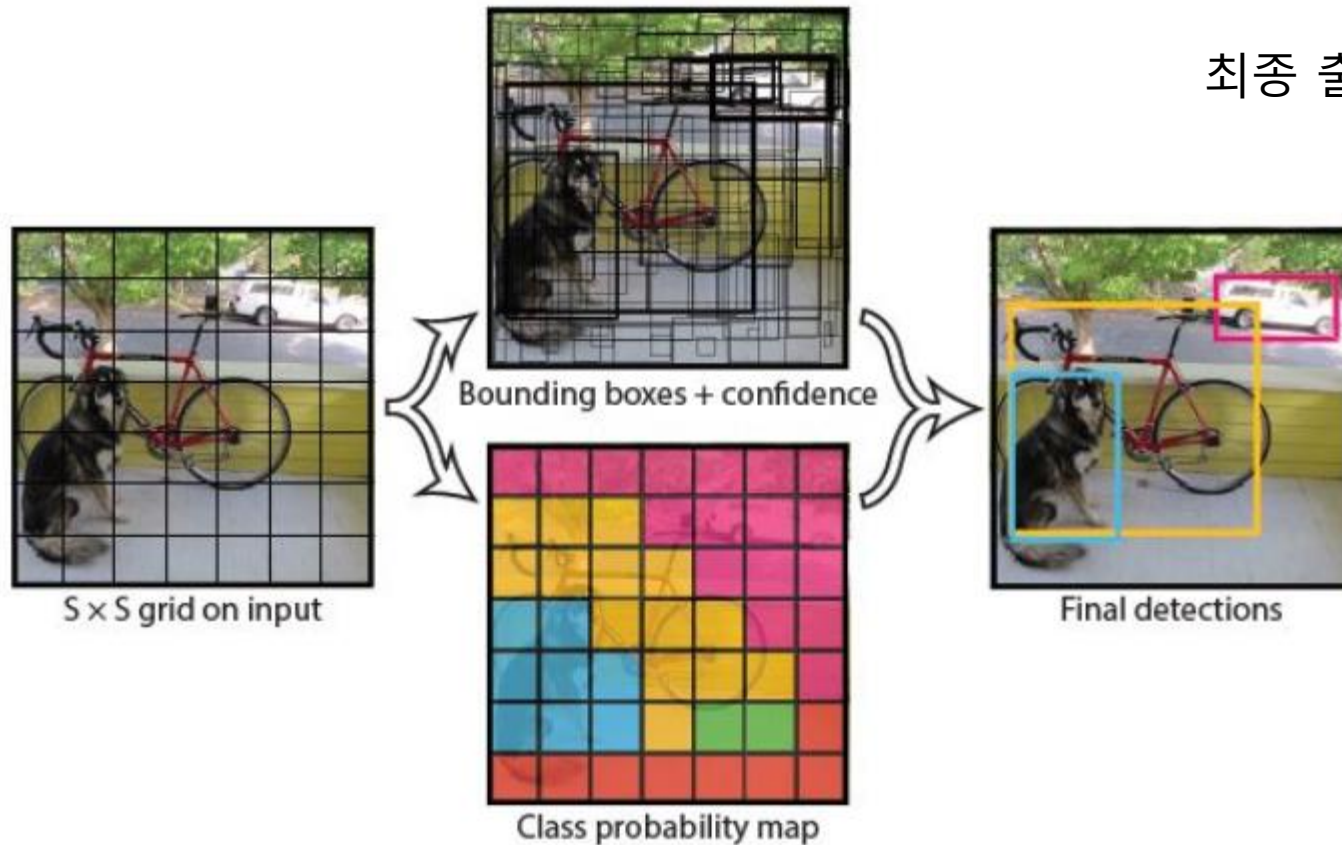 최종 출
Bounding boxes + confidence
S × S grid on input
Final detections
Class probability map